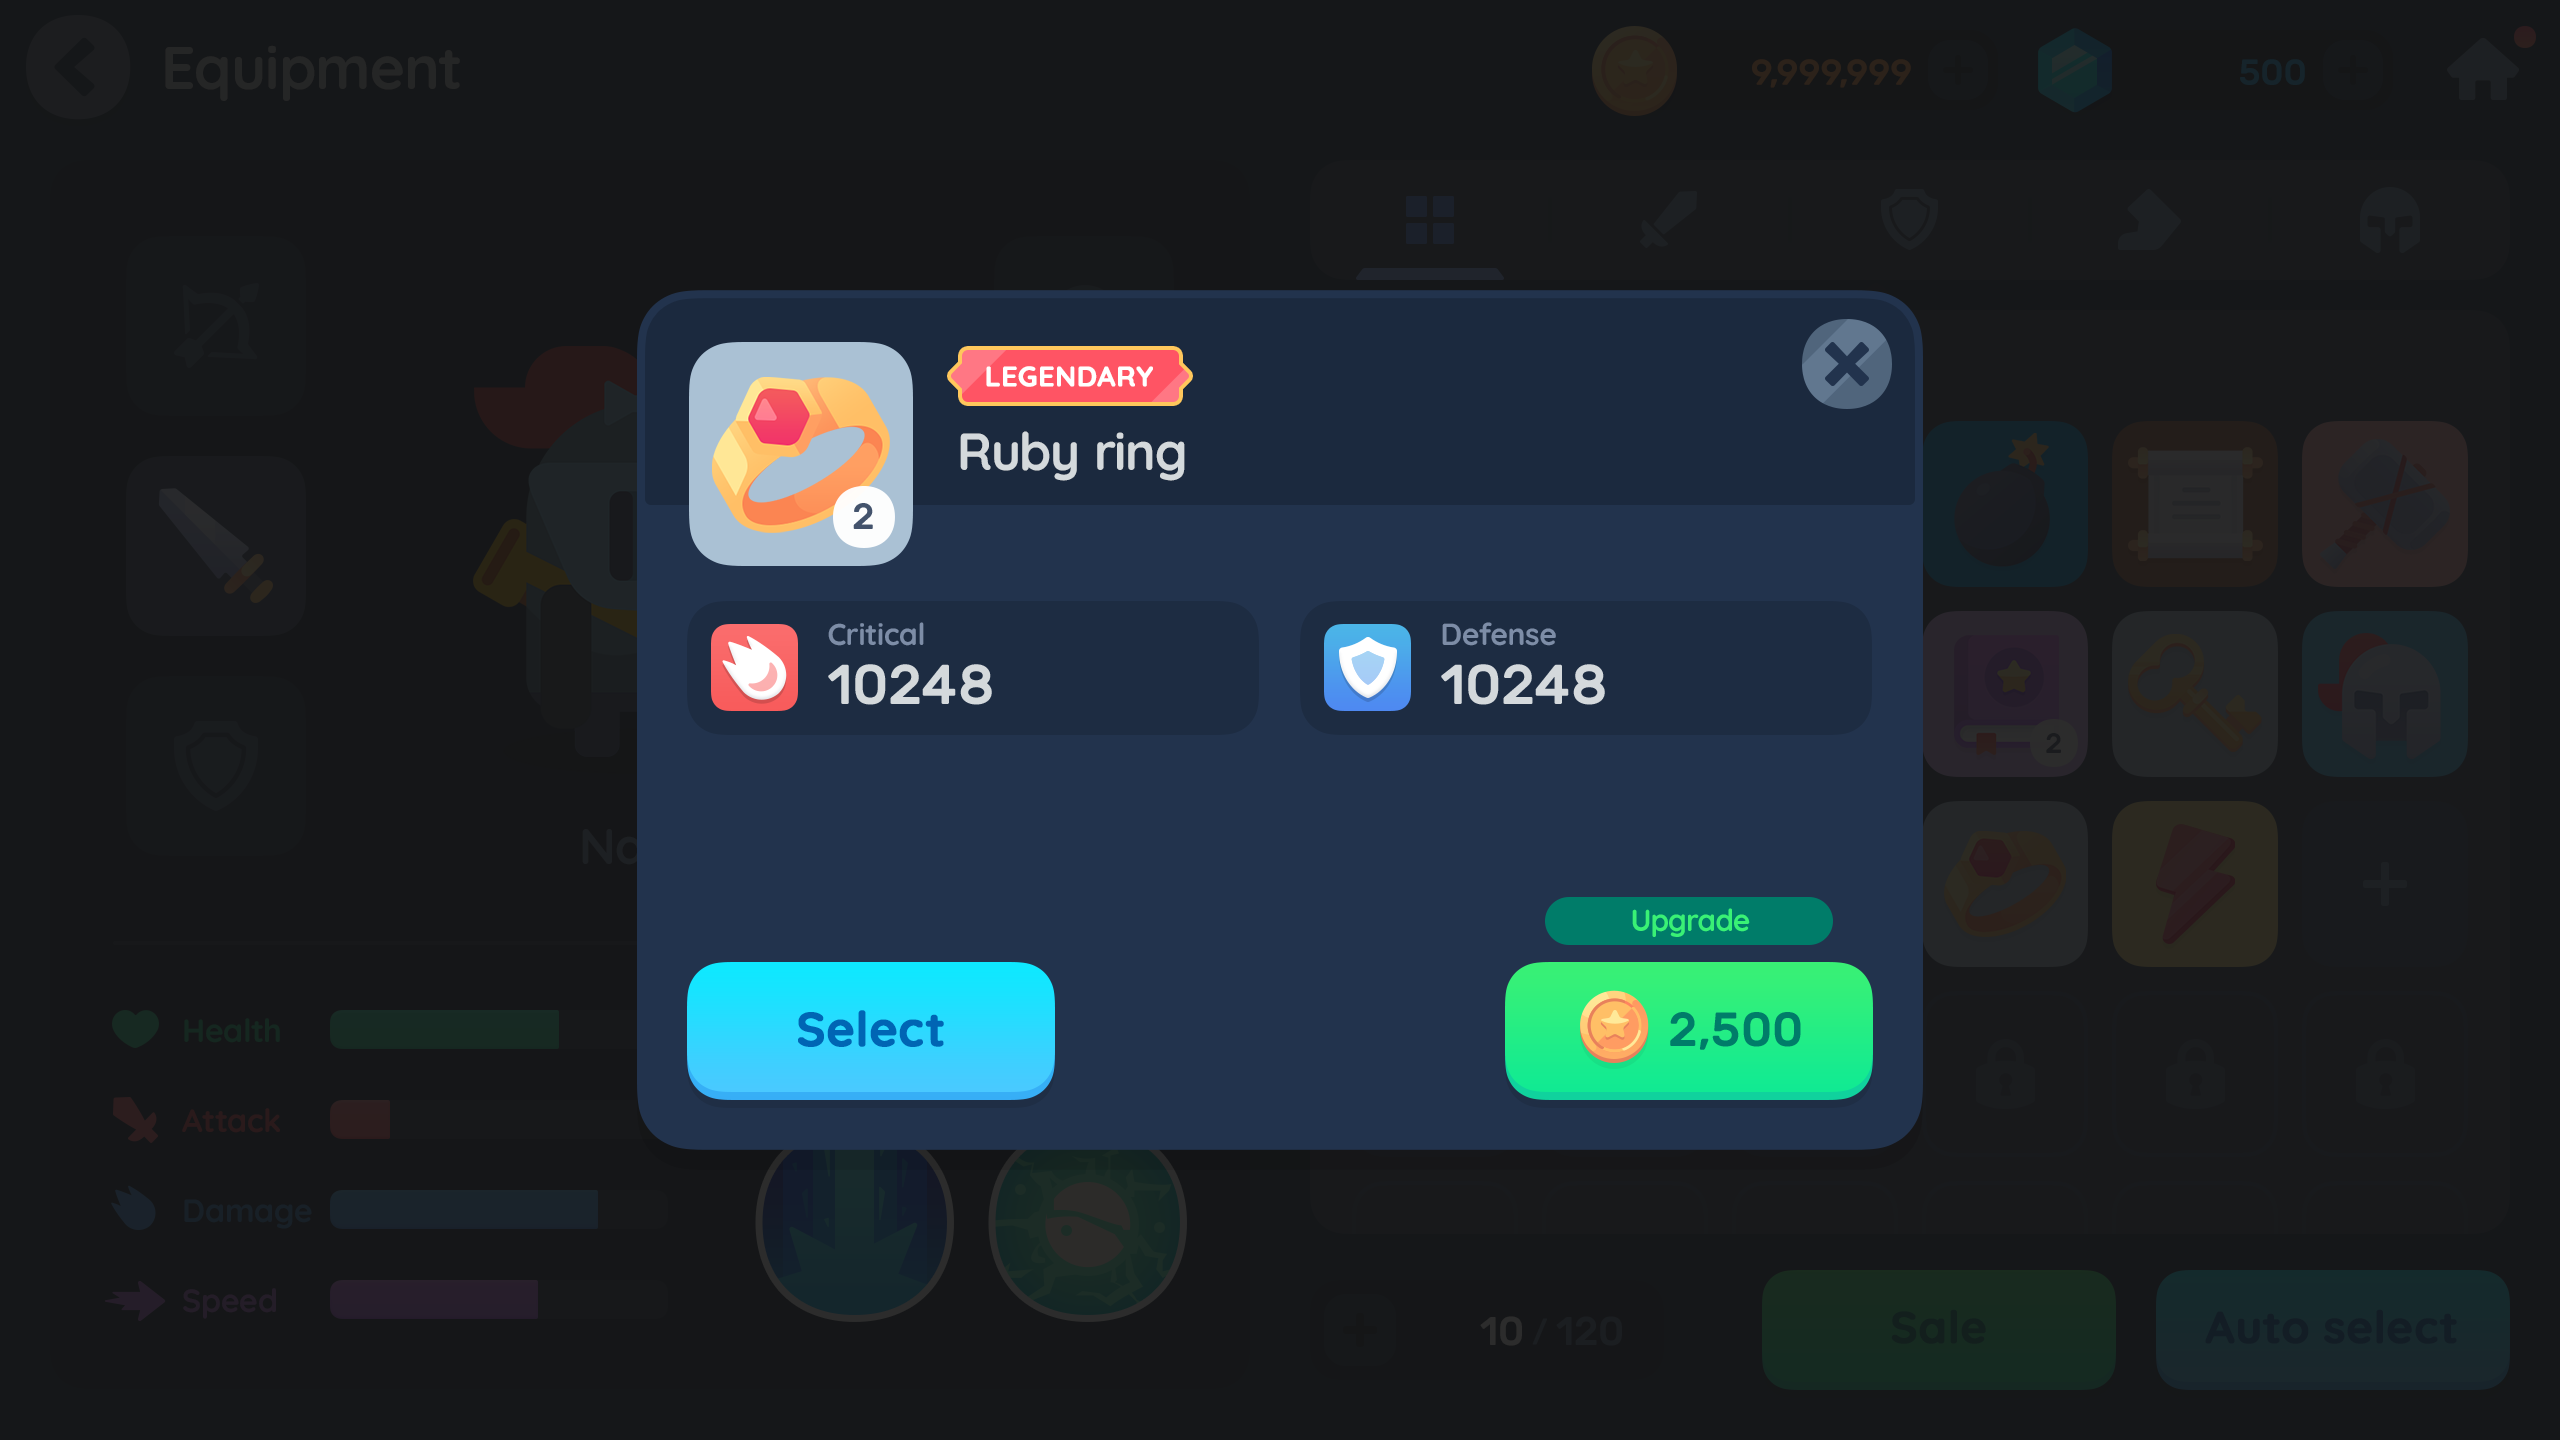 Equipment
9,999,999
500
LEGENDARY
Ruby ring
2
Critical
10248
Defense
10248
2
No
Upgrade
Select
2,500
Health
Attack
Damage
Speed
10 / 120
Sale
Auto select